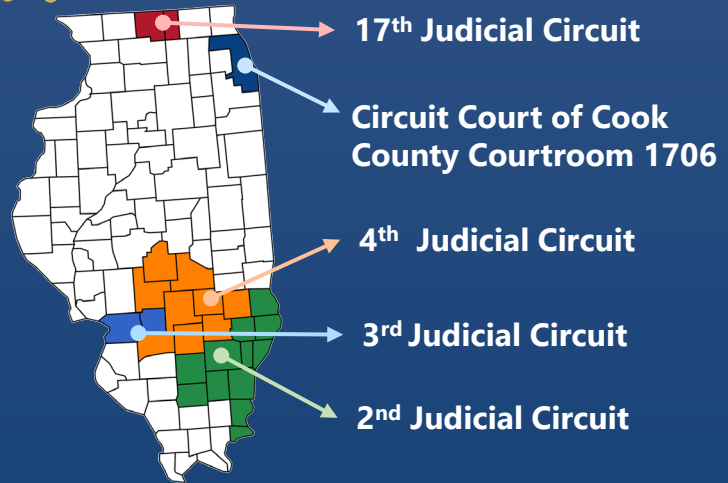 17th Judicial Circuit
Circuit Court of Cook
County Courtroom 1706
4th Judicial Circuit
3rd Judicial Circuit
2nd Judicial Circuit